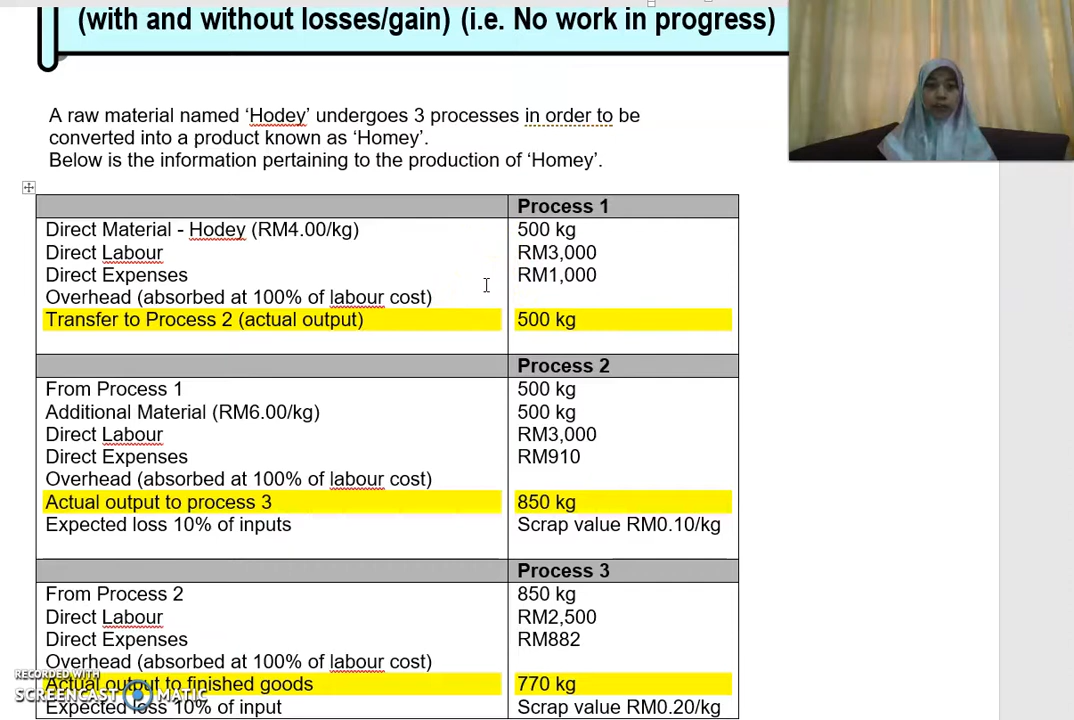 (with and without losses/gain) (i.e. No work in progress)
A raw material named ‘Hodey’ undergoes 3 processes in order to be
converted into a product known as ‘Homey’.
Below is the information pertaining to the production of ‘Homey’.
Process 1
Direct Material - Hodey (RM4.00/kg) 500 kg
Direct Labour RM3,000
Direct Expenses RM1,000
Overhead (absorbed at 100% of labour cost)
Transfer to Process 2 (actual output) 500 kg
Process 2
From Process 1 500 kg
Additional Material (RM6.00/kg) 500 kg
Direct Labour RM3,000
Direct Expenses RM910
Overhead (absorbed at 100% of labour cost)
Actual output to process 3 850 kg
Expected loss 10% of inputs Scrap value RM0.10/kg
Process 3
From Process 2 850 kg
Direct Labour RM2,500
Direct Expenses RM882
Overhead (absorbed at 100% of labour cost)
Actual output to finished goods 770 kg
Expected loss 10% of input Scrap value RM0.20/kg
RECORDED WITH
SCREENCAST MATIC